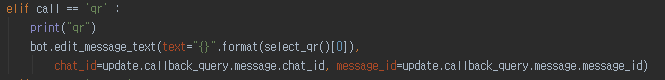 elif call == 'qr' :
print("qr")
bot.edit_message_text(text="{}".format(select_qr()[0]),
chat_id=update.callback_query.message.chat_id, message_id=update.callback_query.message.message_id)